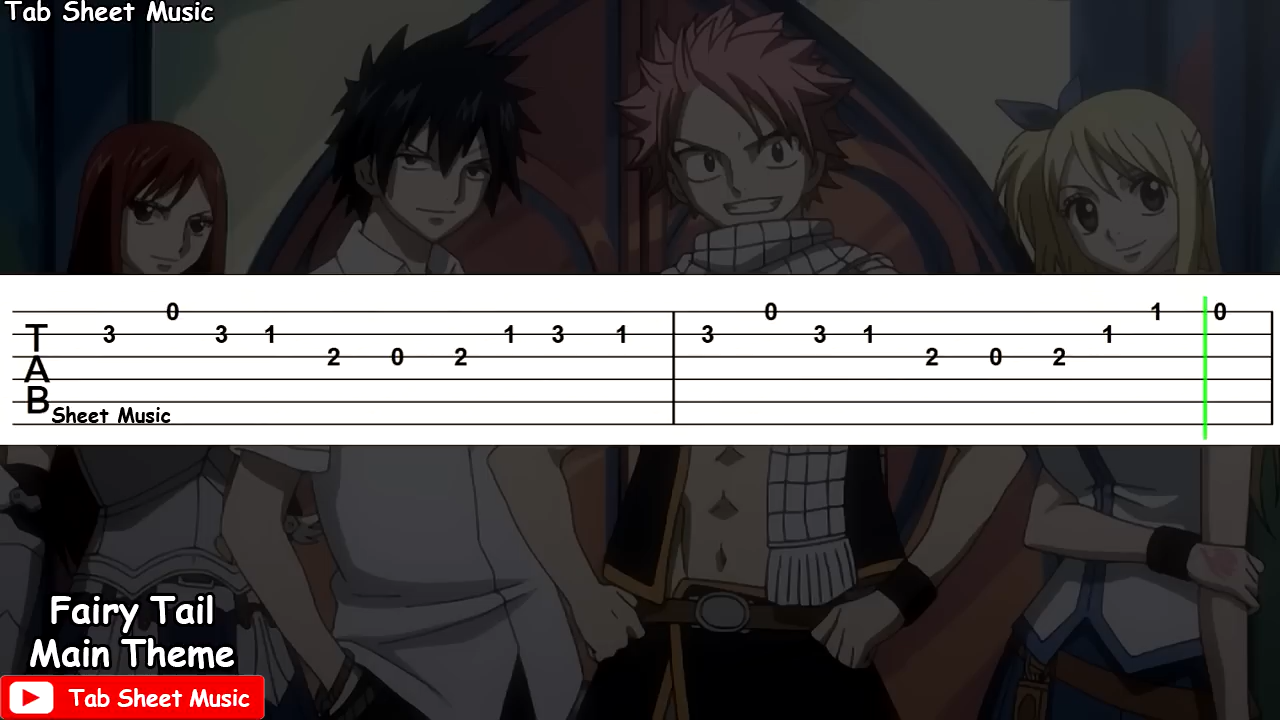 Tab Sheet Music
0 0 1 0
T 3 3 1 1 3 1 3 3 1 1
A 2 0 2 2 0 2
B Sheet Music
Fairy Tail
Main Theme
Tab Sheet Music